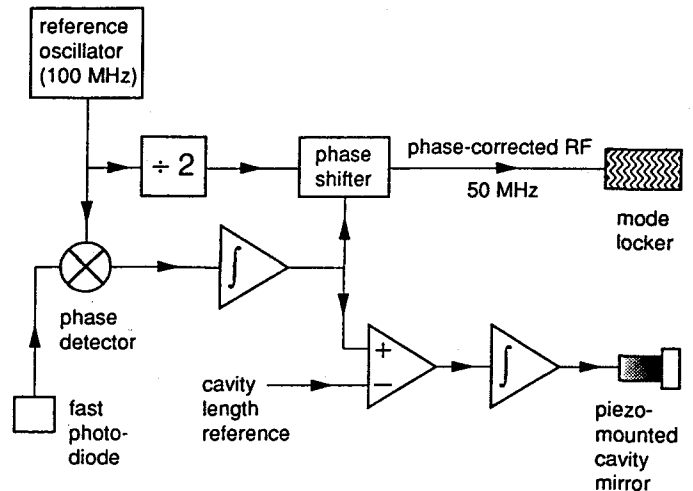 reference
oscillator
(100 MHz)
÷ 2
phase
shifter
phase-corrected RF
50 MHz
mode
locker
phase
detector
∫
fast
photo-
diode
cavity
length
reference
+
−
∫
piezo-
mounted
cavity
mirror